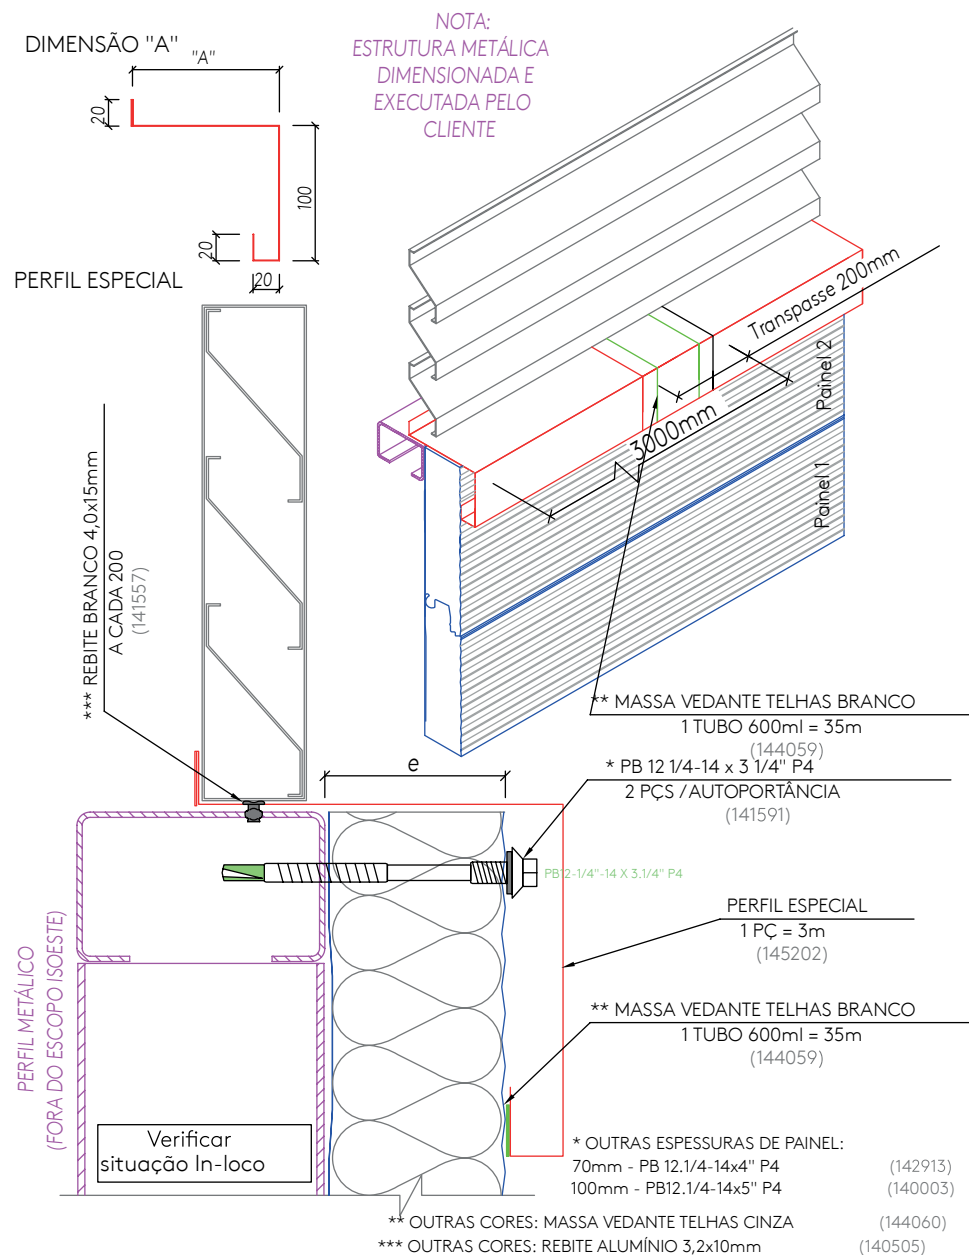 DIMENSÃO "A"
"A"
20
100
20
20
PERFIL ESPECIAL
NOTA:
ESTRUTURA METÁLICA
DIMENSIONADA E
EXECUTADA PELO
CLIENTE
Transpasse 200mm
3000mm
Painel 2
Painel 1
*** REBITE BRANCO 4,0x15mm
A CADA 200
(141557)
** MASSA VEDANTE TELHAS BRANCO
1 TUBO 600ml = 35m
(144059)
e
* PB 12 1/4-14 x 3 1/4" P4
2 PÇS /AUTOPORTÂNCIA
(141591)
PB12-1/4"-14 X 3.1/4" P4
PERFIL ESPECIAL
1 PÇ = 3m
(145202)
PERFIL METÁLICO
(FORA DO ESCOPO ISOESTE)
** MASSA VEDANTE TELHAS BRANCO
1 TUBO 600ml = 35m
(144059)
Verificar
situação In-loco
* OUTRAS ESPESSURAS DE PAINEL:
70mm - PB 12.1/4-14x4" P4 (142913)
100mm - PB12.1/4-14x5" P4 (140003)
** OUTRAS CORES: MASSA VEDANTE TELHAS CINZA (144060)
*** OUTRAS CORES: REBITE ALUMÍNIO 3,2x10mm (140505)